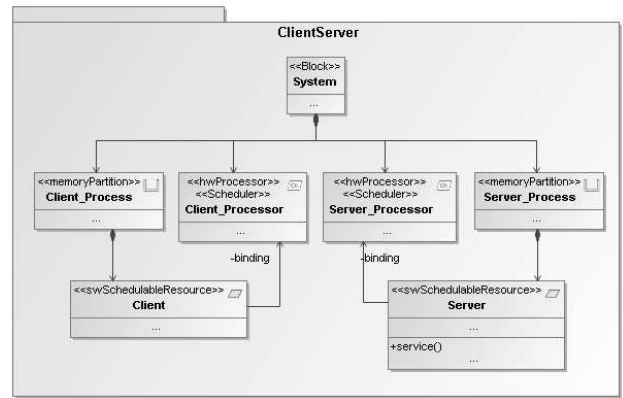 ClientServer
<<Block>>
System
...
<<memoryPartition>>
Client_Process
...
<<hwProcessor>>
<<Scheduler>>
Client_Processor
...
<<hwProcessor>>
<<Scheduler>>
Server_Processor
...
<<memoryPartition>>
Server_Process
...
-binding
-binding
<<swSchedulableResource>>
Client
...
<<swSchedulableResource>>
Server
...
+service()
...